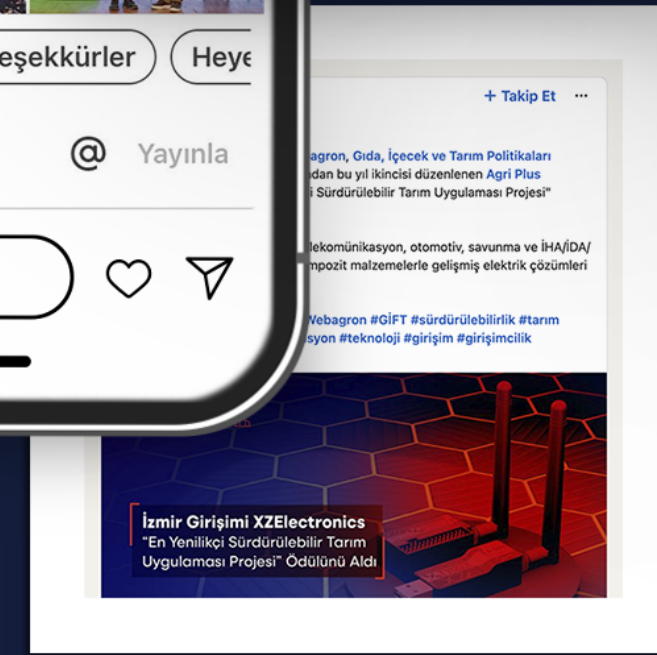 eşekkürler
Heye
@ Yayınla
+ Takip Et ...
agron, Gıda, İçecek ve Tarım Politikaları
dan bu yıl ikincisi düzenlenen Agri Plus
i Sürdürülebilir Tarım Uygulaması Projesi"
lekomünikasyon, otomotiv, savunma ve İHA/İDA/
mpozit malzemelerle gelişmiş elektrik çözümleri
Webagron #GİFT #sürdürülebilirlik #tarım
syon #teknoloji #girişim #girişimcilik
İzmir Girişimi XZElectronics
"En Yenilikçi Sürdürülebilir Tarım
Uygulaması Projesi" Ödülünü Aldı